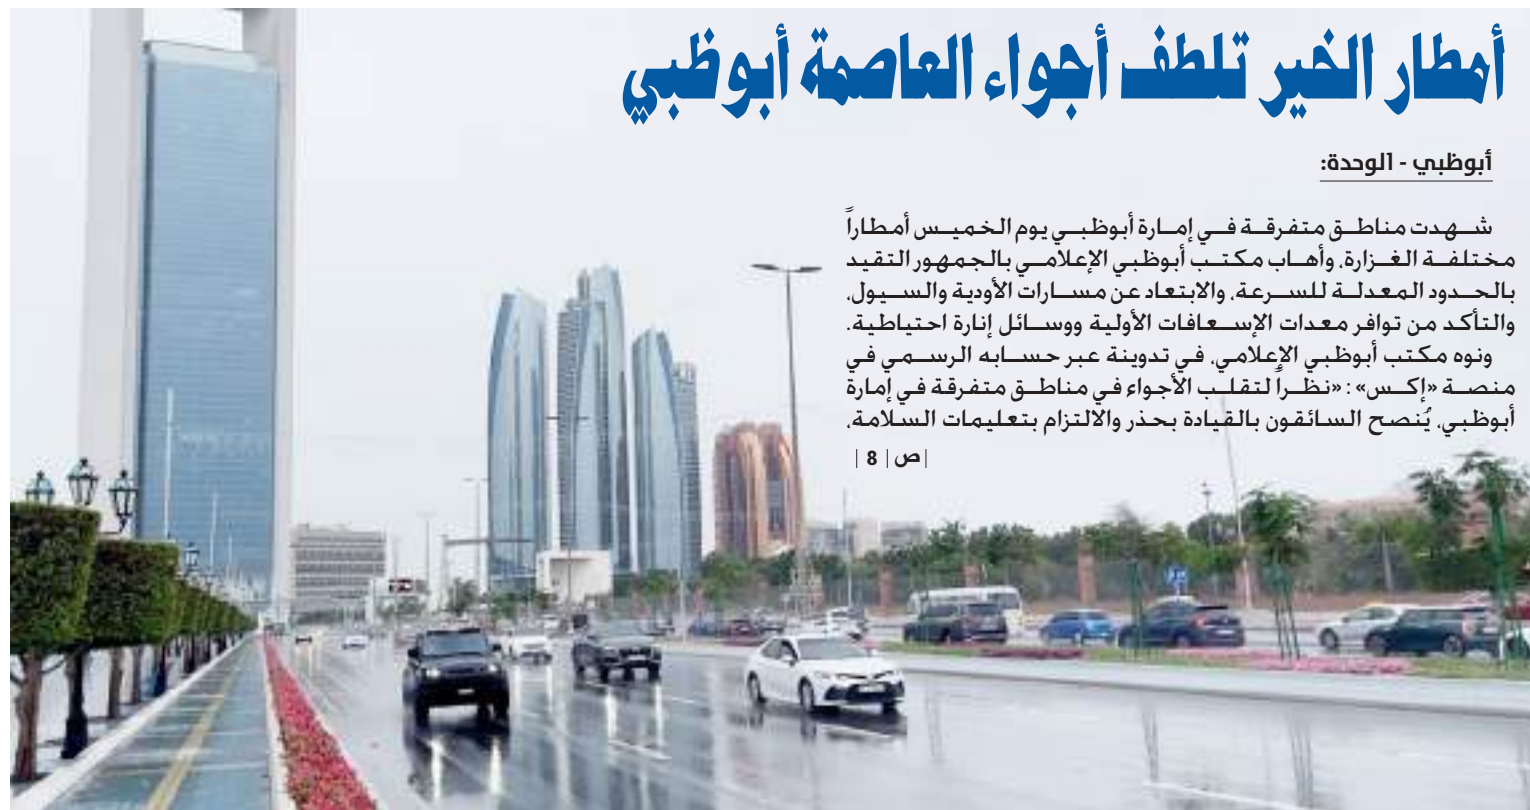 أمطار الخير تلطف أجواء العاصمة أبوظبي
أبوظبي - الوحدة:
شهدت مناطق متفرقة في إمارة أبوظبي يوم الخميس أمطاراً
مختلفة الغزارة، وأهاب مكتب أبوظبي الإعلامي بالجمهور التقيد
بالحدود المعدلة للسرعة، والابتعاد عن مسارات الأودية والسيول،
والتأكد من توافر معدات الإسعافات الأولية ووسائل إنارة احتياطية.
ونوه مكتب أبوظبي الإعلامي، في تدوينة عبر حسابه الرسمي في
منصة «إكس»: «نظراً لتقلب الأجواء في مناطق متفرقة في إمارة
أبوظبي، يُنصح السائقون بالقيادة بحذر والالتزام بتعليمات السلامة،
|ص| 8 |